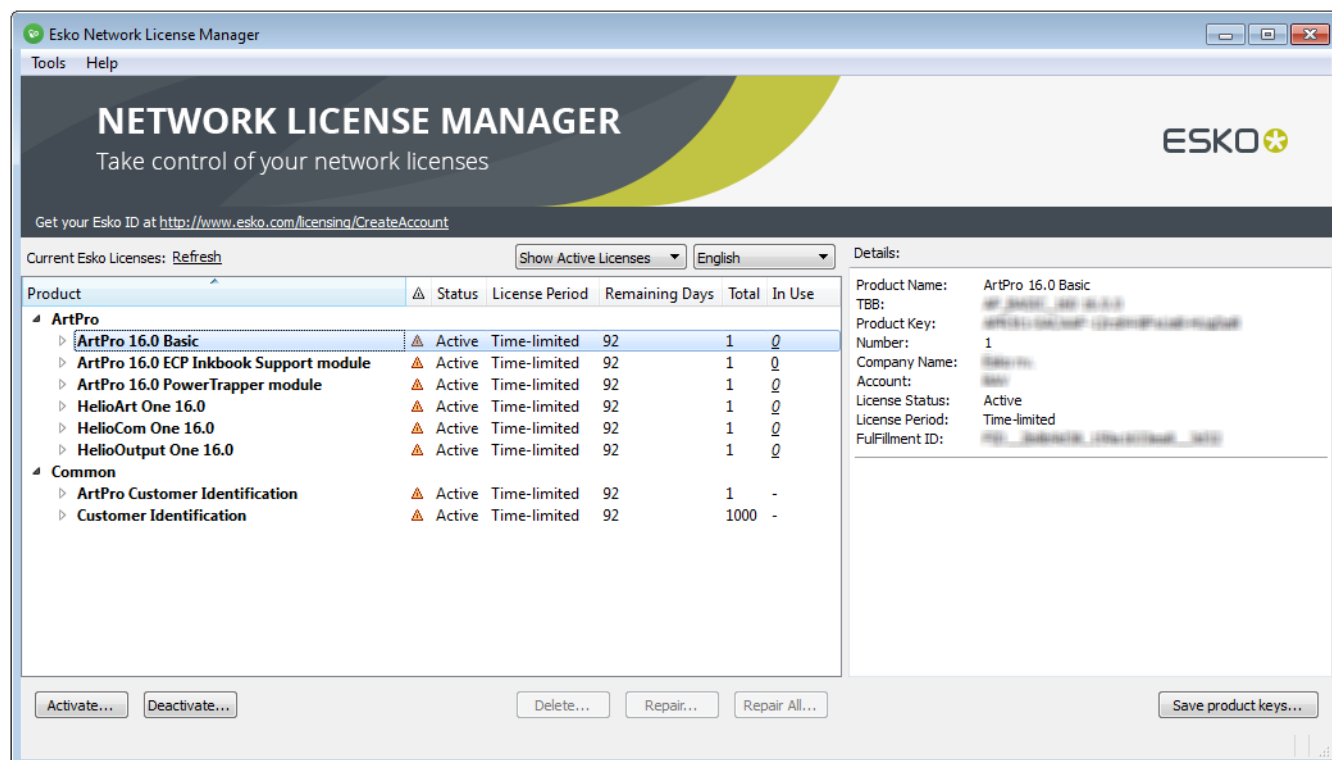 Esko Network License Manager
Tools Help
NETWORK LICENSE MANAGER
Take control of your network licenses
ESKO
Get your Esko ID at http://www.esko.com/licensing/CreateAccount
Current Esko Licenses: Refresh Show Active Licenses English
Product Status License Period Remaining Days Total In Use
ArtPro
ArtPro 16.0 Basic Active Time-limited 92 1 0
ArtPro 16.0 ECP Inkbook Support module Active Time-limited 92 1 0
ArtPro 16.0 PowerTrapper module Active Time-limited 92 1 0
HelioArt One 16.0 Active Time-limited 92 1 0
HelioCom One 16.0 Active Time-limited 92 1 0
HelioOutput One 16.0 Active Time-limited 92 1 0
Common
ArtPro Customer Identification Active Time-limited 92 1 -
Customer Identification Active Time-limited 92 1000 -
Details:
Product Name: ArtPro 16.0 Basic
TBB:
Product Key:
Number: 1
Company Name:
Account:
License Status: Active
License Period: Time-limited
FulFillment ID:
Activate... Deactivate... Delete... Repair... Repair All... Save product keys...